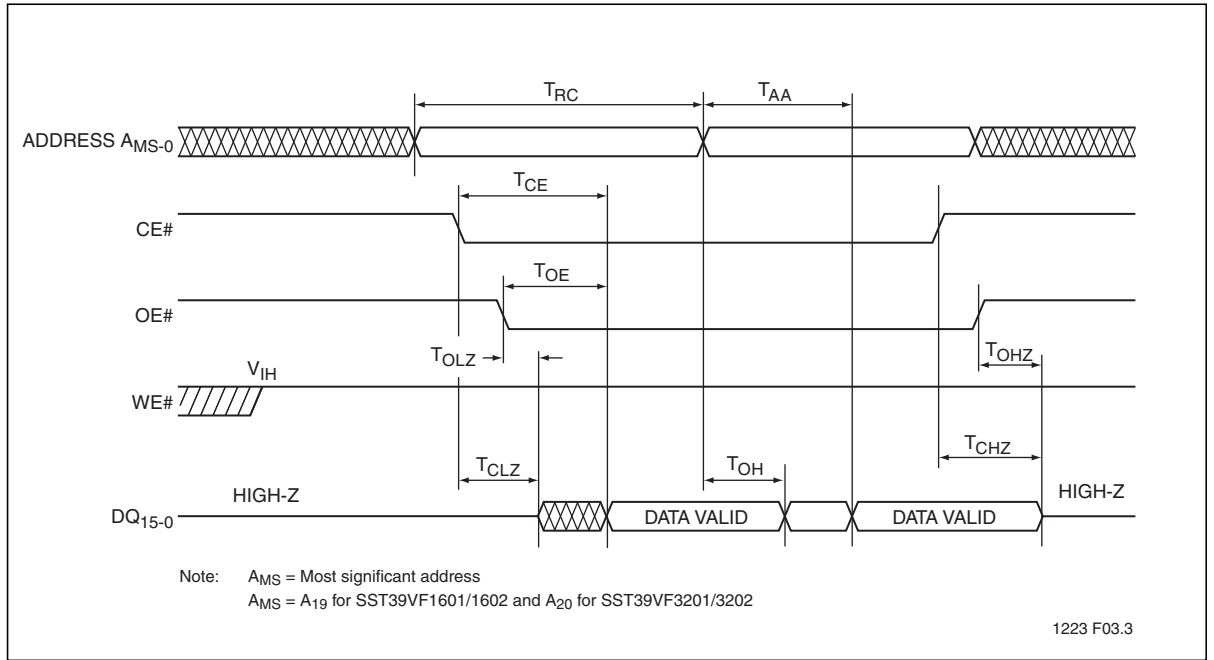 TRC TAA
ADDRESS AMS-0
TCE
CE#
TOE
OE#
TOLZ TOHZ
VIH
WE#
TCLZ TOH TCHZ
HIGH-Z HIGH-Z
DQ15-0 DATA VALID DATA VALID
Note: AMS = Most significant address
AMS = A19 for SST39VF1601/1602 and A20 for SST39VF3201/3202
1223 F03.3